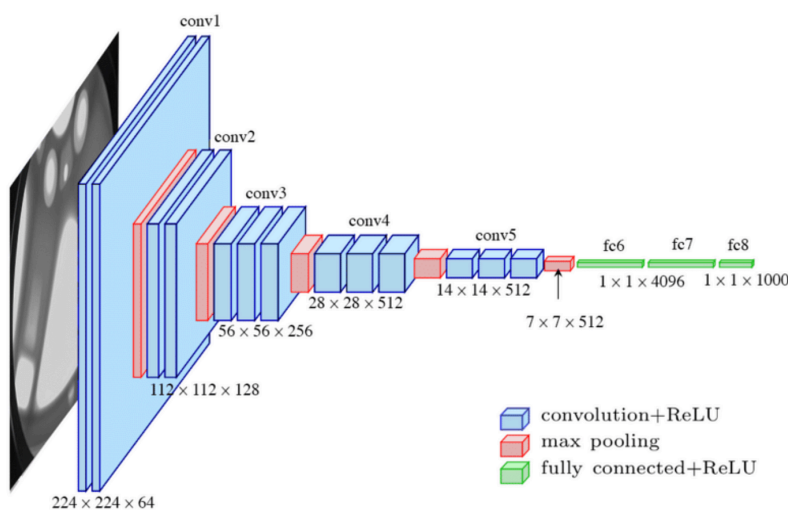 conv1
conv2
conv3
conv4
conv5
fc6
fc7
fc8
224 × 224 × 64
112 × 112 × 128
56 × 56 × 256
28 × 28 × 512
14 × 14 × 512
7 × 7 × 512
1 × 1 × 4096
1 × 1 × 1000
convolution+ReLU
max pooling
fully connected+ReLU